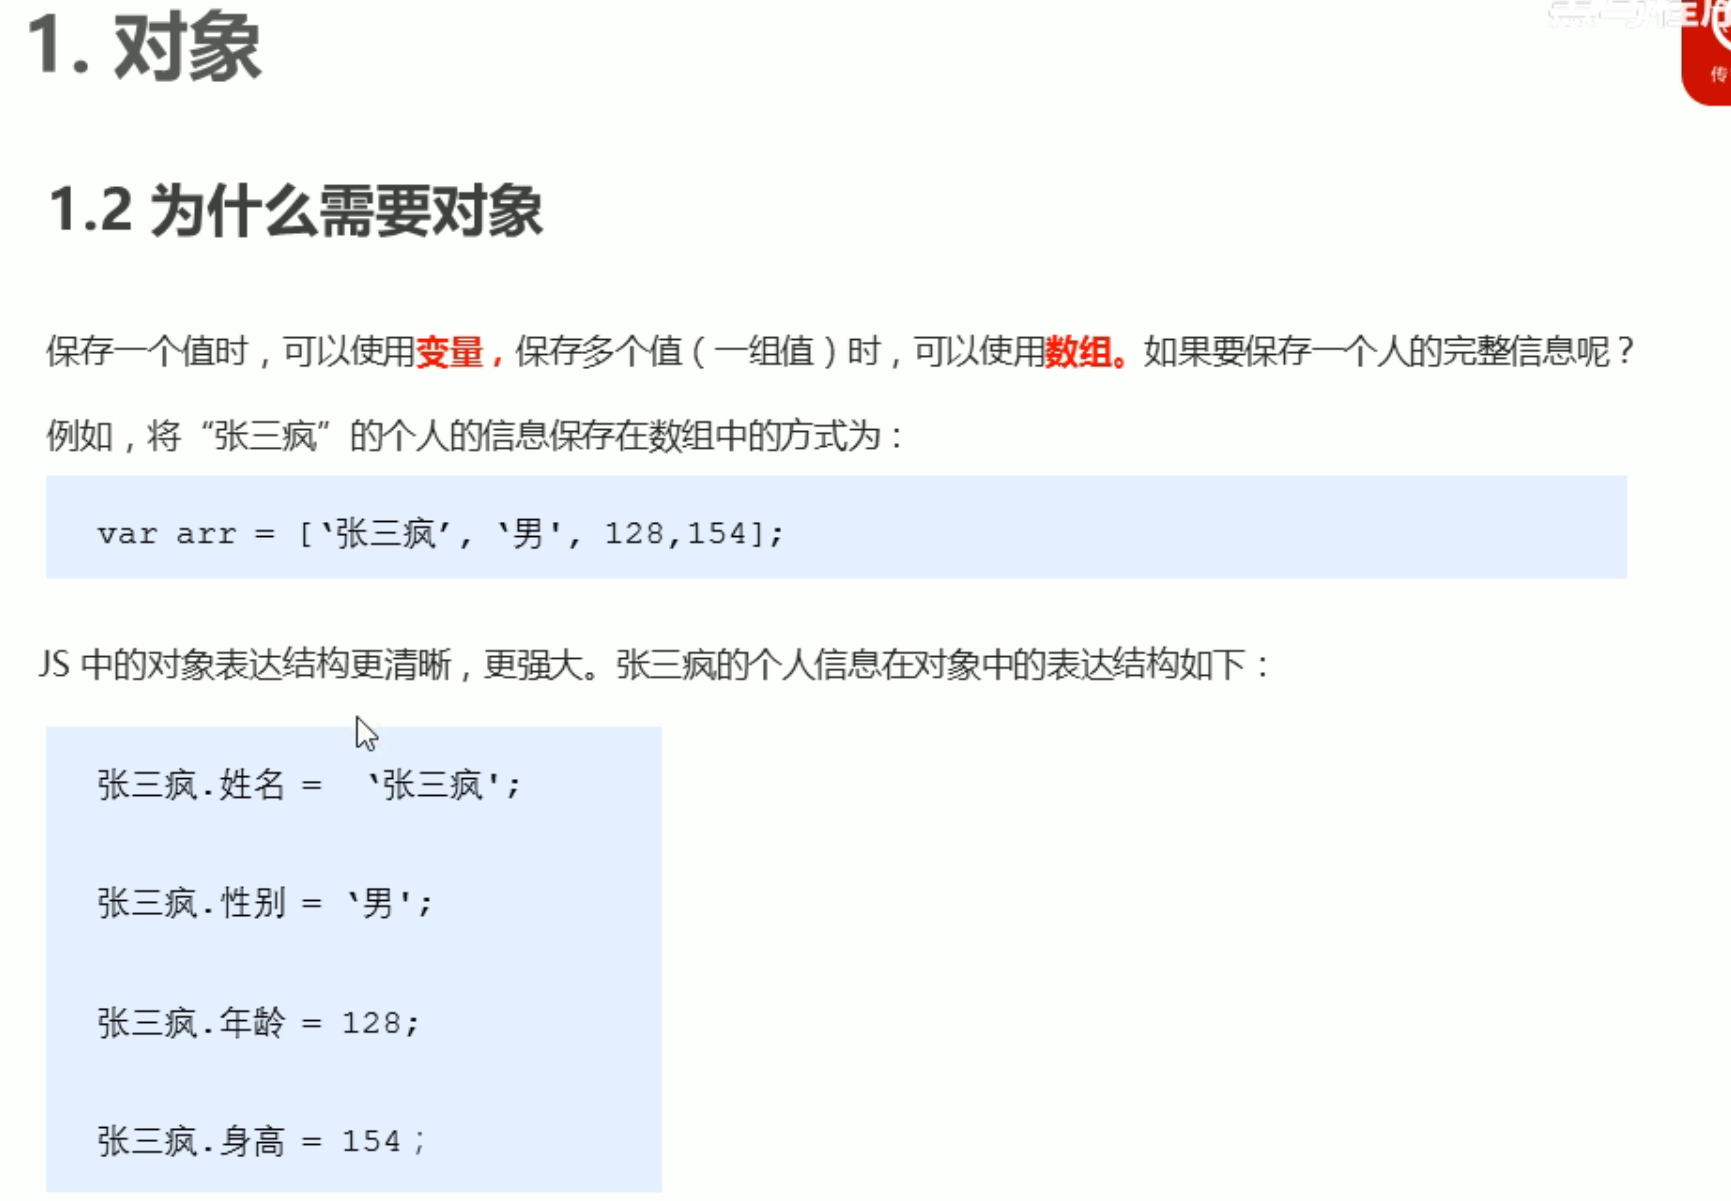 1. 对象
传
1.2 为什么需要对象
保存一个值时，可以使用变量，保存多个值（一组值）时，可以使用数组。如果要保存一个人的完整信息呢？
例如，将“张三疯”的个人的信息保存在数组中的方式为：
var arr = [‘张三疯’, ‘男', 128,154];
JS 中的对象表达结构更清晰，更强大。张三疯的个人信息在对象中的表达结构如下：
张三疯.姓名 = ‘张三疯';
张三疯.性别 = ‘男';
张三疯.年龄 = 128;
张三疯.身高 = 154；